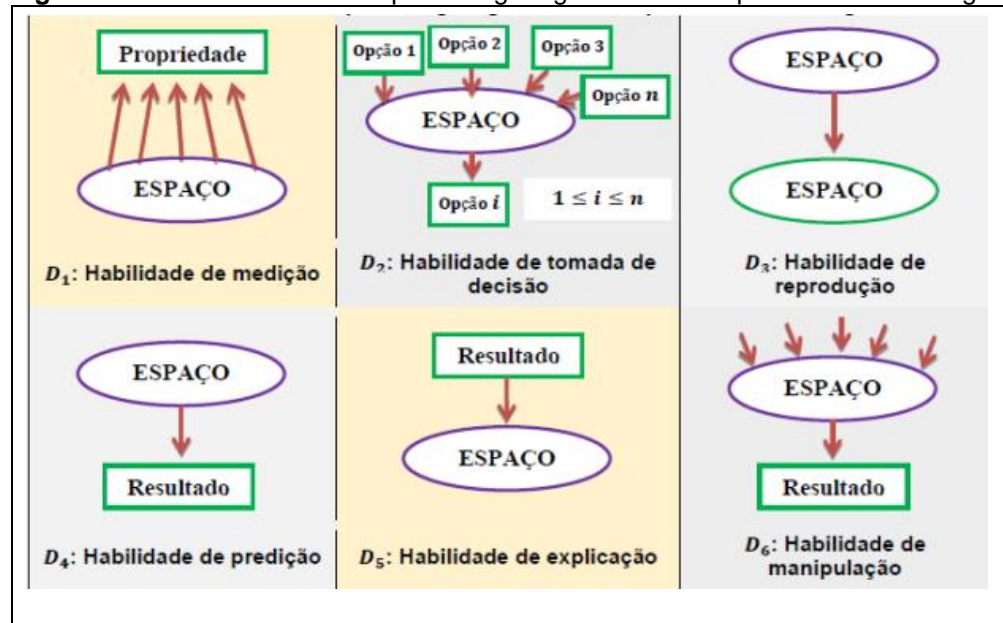 Propriedade
ESPAÇO
D₁: Habilidade de medição
Opção 1
Opção 2
Opção 3
Opção n
ESPAÇO
Opção i
1 ≤ i ≤ n
D₂: Habilidade de tomada de
decisão
ESPAÇO
ESPAÇO
D₃: Habilidade de
reprodução
ESPAÇO
Resultado
D₄: Habilidade de predição
Resultado
ESPAÇO
D₅: Habilidade de explicação
ESPAÇO
Resultado
D₆: Habilidade de
manipulação